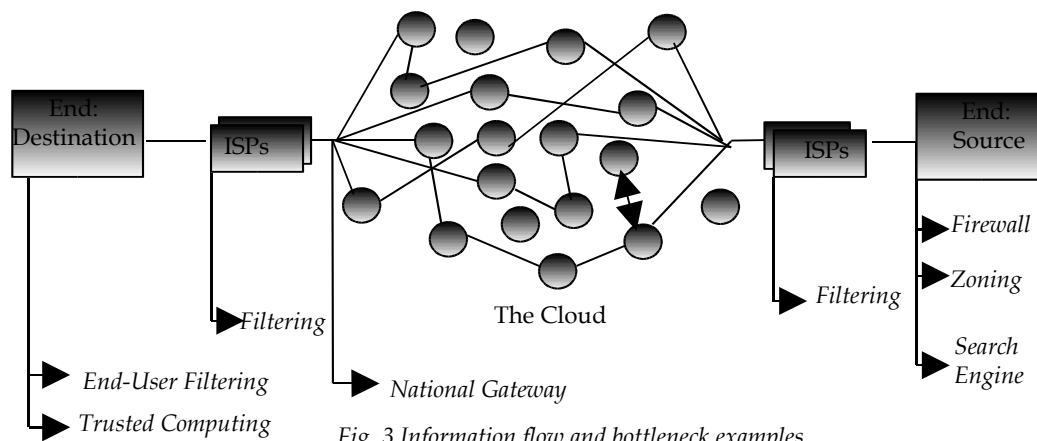 End:
Destination
ISPs
ISPs
End:
Source
Firewall
Zoning
Filtering
Filtering
The Cloud
Search
Engine
End-User Filtering
National Gateway
Trusted Computing
Fig. 3 Information flow and bottleneck examples